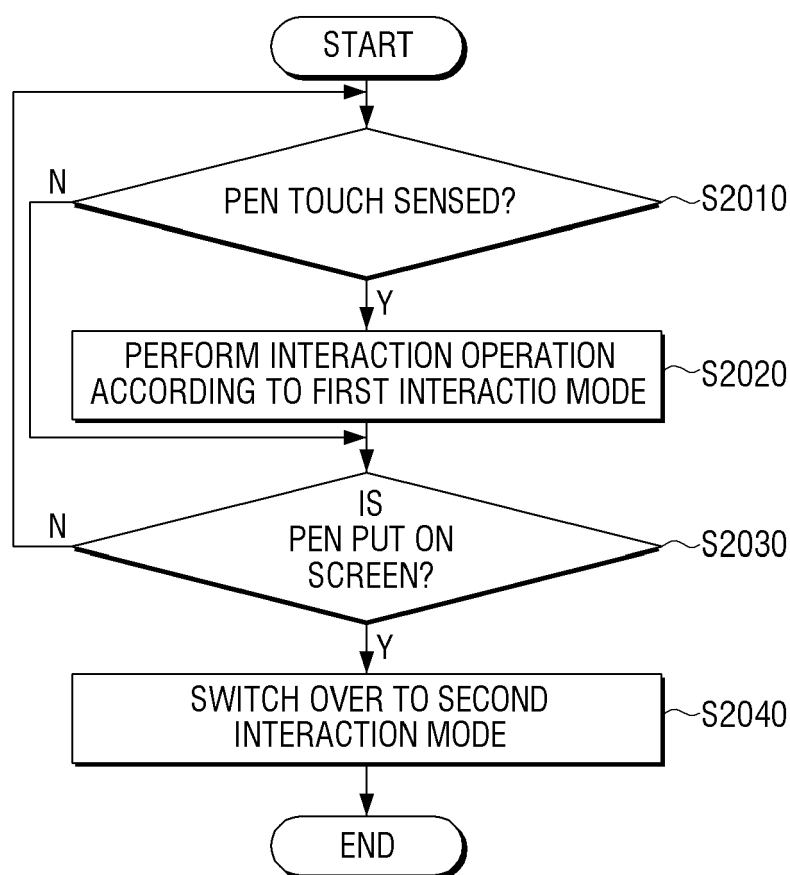 START
N
PEN TOUCH SENSED?
S2010
Y
PERFORM INTERACTION OPERATION
ACCORDING TO FIRST INTERACTIO MODE
S2020
N
IS
PEN PUT ON
SCREEN?
S2030
Y
SWITCH OVER TO SECOND
INTERACTION MODE
S2040
END